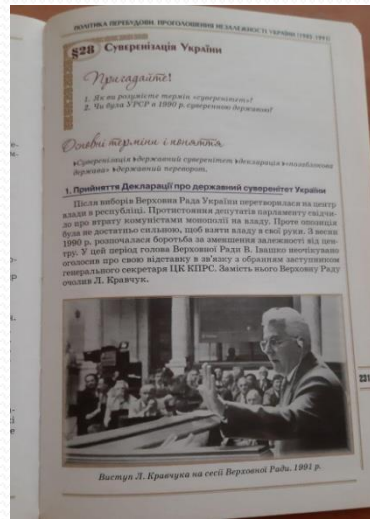 ПОЛІТИКА ПЕРЕБУДОВИ. ПРОГОЛОШЕННЯ НЕЗАЛЕЖНОСТІ УКРАЇНИ (1985–1991)
§28 Суверенізація України
Пригадайте!
1. Як ви розумієте термін «суверенітет»?
2. Чи була УРСР в 1990 р. суверенною державою?
Основні терміни і поняття
▸Суверенізація ▸державний суверенітет ▸декларація ▸«позаблокова
держава» ▸державний переворот.
1. Прийняття Декларації про державний суверенітет України
Після виборів Верховна Рада України перетворилася на центр
влади в республіці. Протистояння депутатів парламенту свідчи-
ло про втрату комуністами монополії на владу. Проте опозиція
була не достатньо сильною, щоб взяти владу в свої руки. З весни
1990 р. розпочалася боротьба за зменшення залежності від цен-
тру. У цей період голова Верховної Ради В. Івашко неочікувано
оголосив про свою відставку в зв'язку з обранням заступником
генерального секретаря ЦК КПРС. Замість нього Верховну Раду
очолив Л. Кравчук.
221
Виступ Л. Кравчука на сесії Верховної Ради. 1991 р.